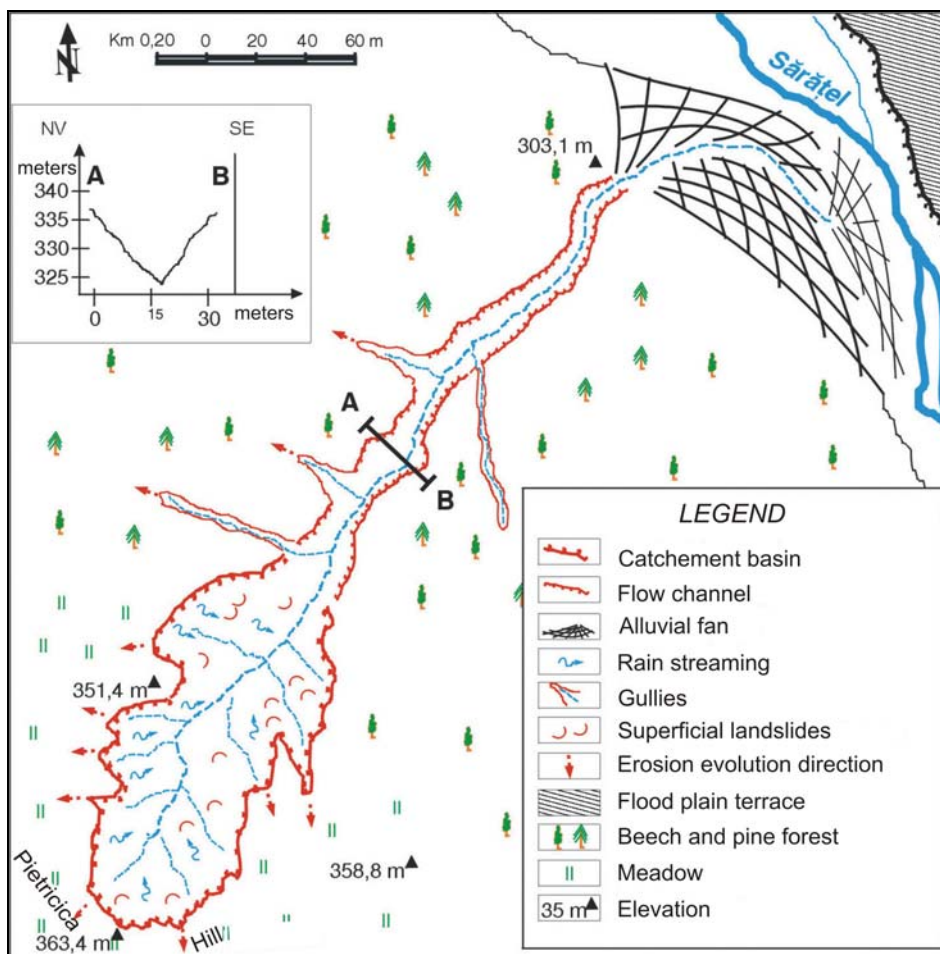 N
Km 0,20 0 20 40 60 m
Sărățel
NV SE
meters A B
340
335
330
325
0 15 30 meters
303,1 m
A
B
351,4 m
358,8 m
Pietricica
Hill
363,4 m
LEGEND
Catchement basin
Flow channel
Alluvial fan
Rain streaming
Gullies
Superficial landslides
Erosion evolution direction
Flood plain terrace
Beech and pine forest
Meadow
35 m Elevation